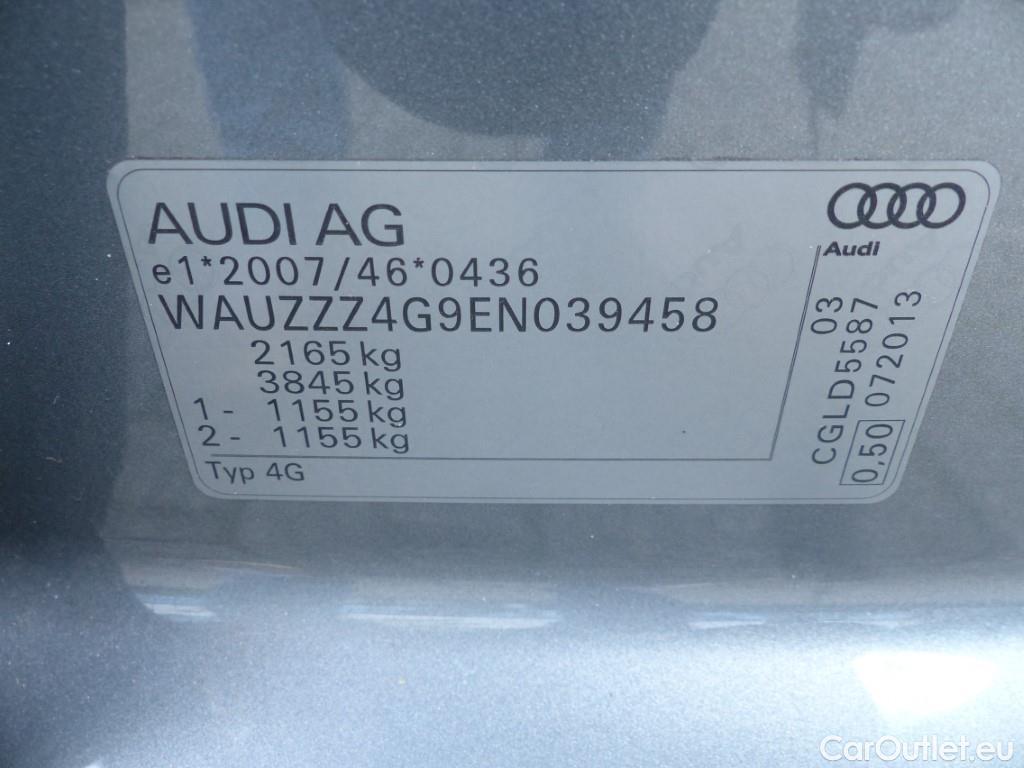 AUDI AG
e1*2007/46*0436
WAUZZZ4G9EN039458
2165 kg
3845 kg
1- 1155 kg
2- 1155 kg
Typ 4G
Audi
CGLD5587 03
0,50 072013
CarOutlet.eu